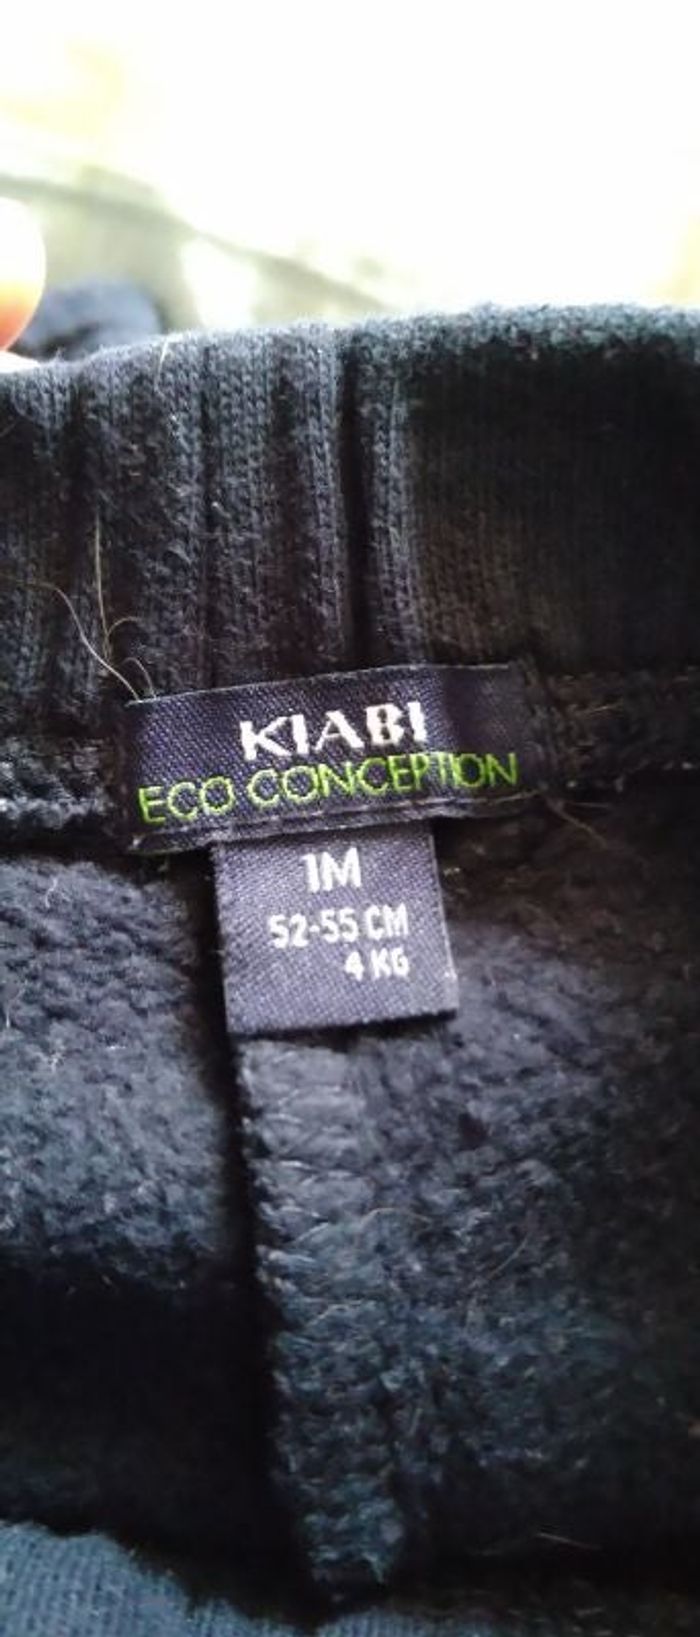 KIABI
ECO CONCEPTION
1M
52-55 CM
4 KG